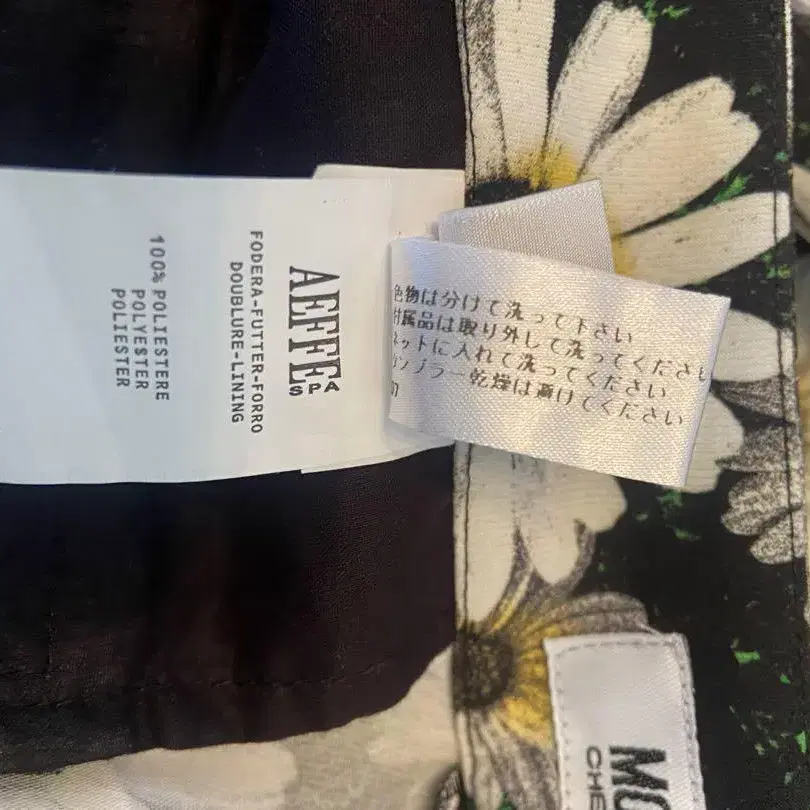 AEFFE
SPA
FODERA-FUTTER-FORRO
DOUBLURE-LINING
100% POLIESTERE
POLYESTER
POLIESTER
色物は分けて洗って下さい
付属品は取り外して洗ってください
ネットに入れて洗ってください
タンブラー乾燥は避けてください
MO
CHE